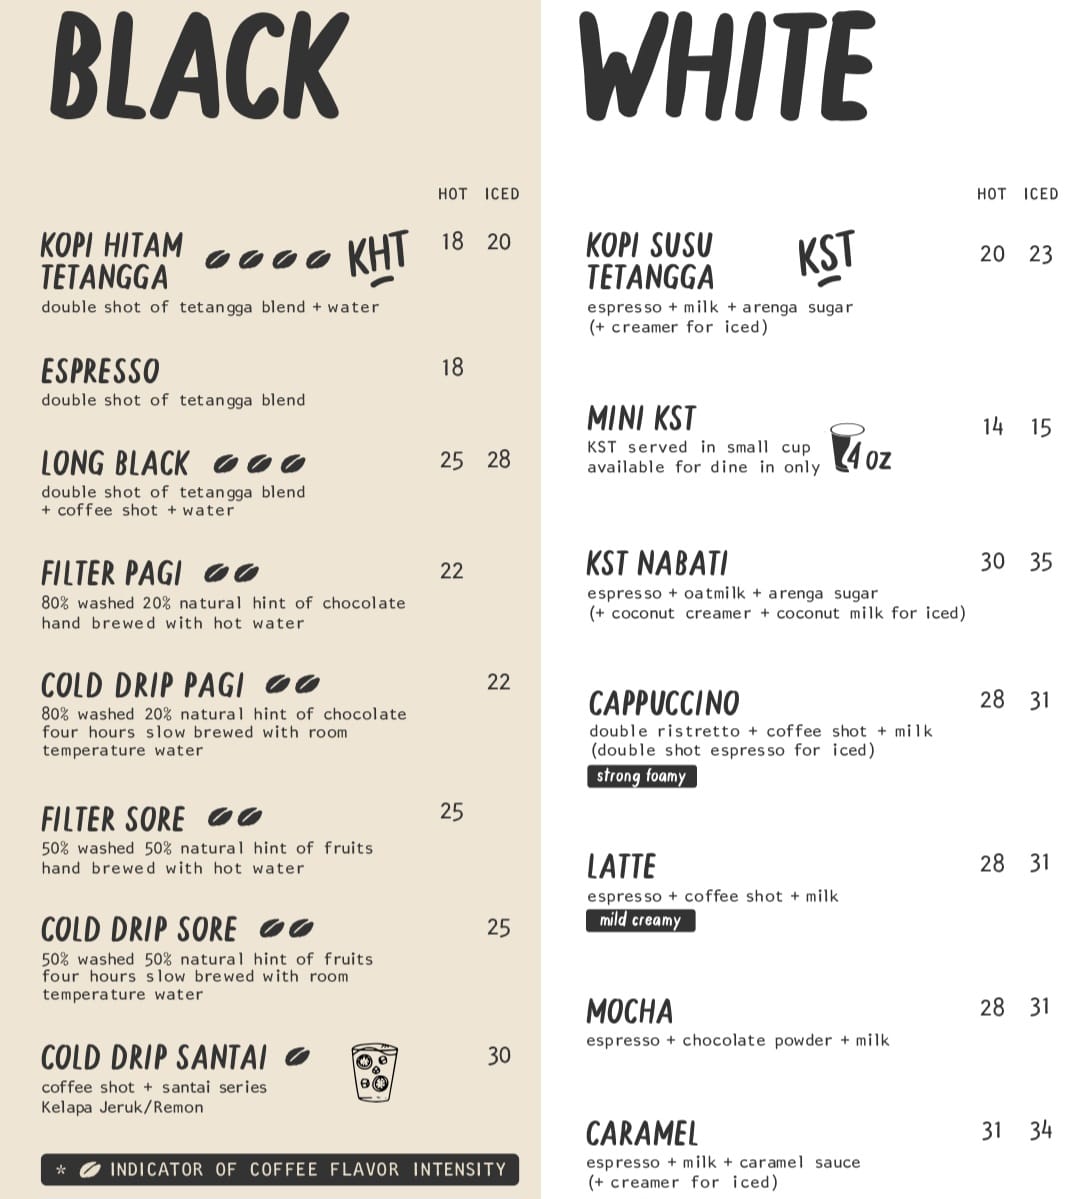 BLACK
HOT ICED
KOPI HITAM
TETANGGA
KHT
18 20
double shot of tetangga blend + water
ESPRESSO
18
double shot of tetangga blend
LONG BLACK
25 28
double shot of tetangga blend
+ coffee shot + water
FILTER PAGI
22
80% washed 20% natural hint of chocolate
hand brewed with hot water
COLD DRIP PAGI
22
80% washed 20% natural hint of chocolate
four hours slow brewed with room
temperature water
FILTER SORE
25
50% washed 50% natural hint of fruits
hand brewed with hot water
COLD DRIP SORE
25
50% washed 50% natural hint of fruits
four hours slow brewed with room
temperature water
COLD DRIP SANTAI
30
coffee shot + santai series
Kelapa Jeruk/Remon
* INDICATOR OF COFFEE FLAVOR INTENSITY
WHITE
HOT ICED
KOPI SUSU
TETANGGA
KST
20 23
espresso + milk + arenga sugar
(+ creamer for iced)
MINI KST
14 15
KST served in small cup
available for dine in only
4 OZ
KST NABATI
30 35
espresso + oatmilk + arenga sugar
(+ coconut creamer + coconut milk for iced)
CAPPUCCINO
28 31
double ristretto + coffee shot + milk
(double shot espresso for iced)
strong foamy
LATTE
28 31
espresso + coffee shot + milk
mild creamy
MOCHA
28 31
espresso + chocolate powder + milk
CARAMEL
31 34
espresso + milk + caramel sauce
(+ creamer for iced)